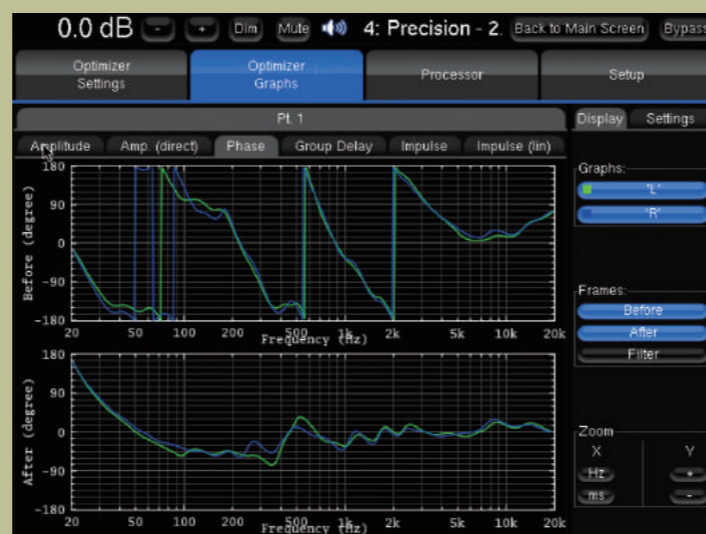 0.0 dB - + Dim Mute 4: Precision - 2. Back to Main Screen Bypass
Optimizer Settings
Optimizer Graphs
Processor
Setup
Pt. 1
Display Settings
Amplitude Amp. (direct) Phase Group Delay Impulse Impulse (lin)
Graphs:
"L"
"R"
Before (degree)
180
90
0
-90
-180
20 50 100 200 500 1k 2k 5k 10k 20k
Frequency (Hz)
Frames:
Before
After
Filter
After (degree)
180
90
0
-90
-180
20 50 100 200 500 1k 2k 5k 10k 20k
Frequency (Hz)
Zoom
X Y
Hz +
ms -